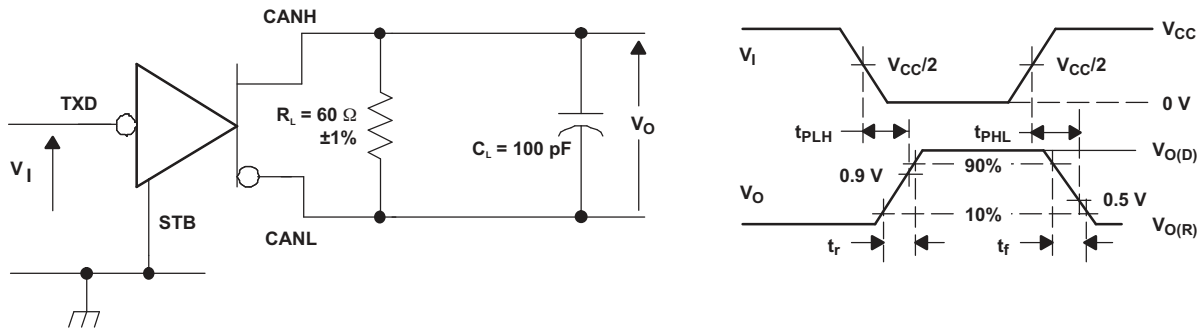 CANH
TXD
R_L = 60 Ω
±1%
C_L = 100 pF
V_O
V_I
STB
CANL
V_I
V_CC
V_CC/2
V_CC/2
0 V
t_PLH
t_PHL
V_O(D)
90%
0.9 V
0.5 V
V_O
10%
V_O(R)
t_r
t_f